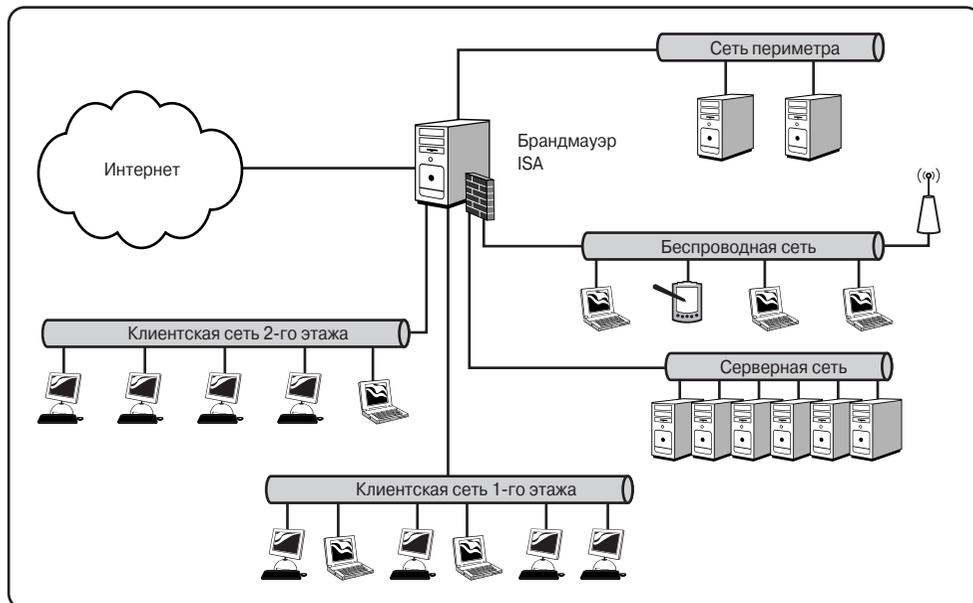 Сеть периметра
Интернет
Брандмауэр
ISA
Беспроводная сеть
Клиентская сеть 2-го этажа
Серверная сеть
Клиентская сеть 1-го этажа